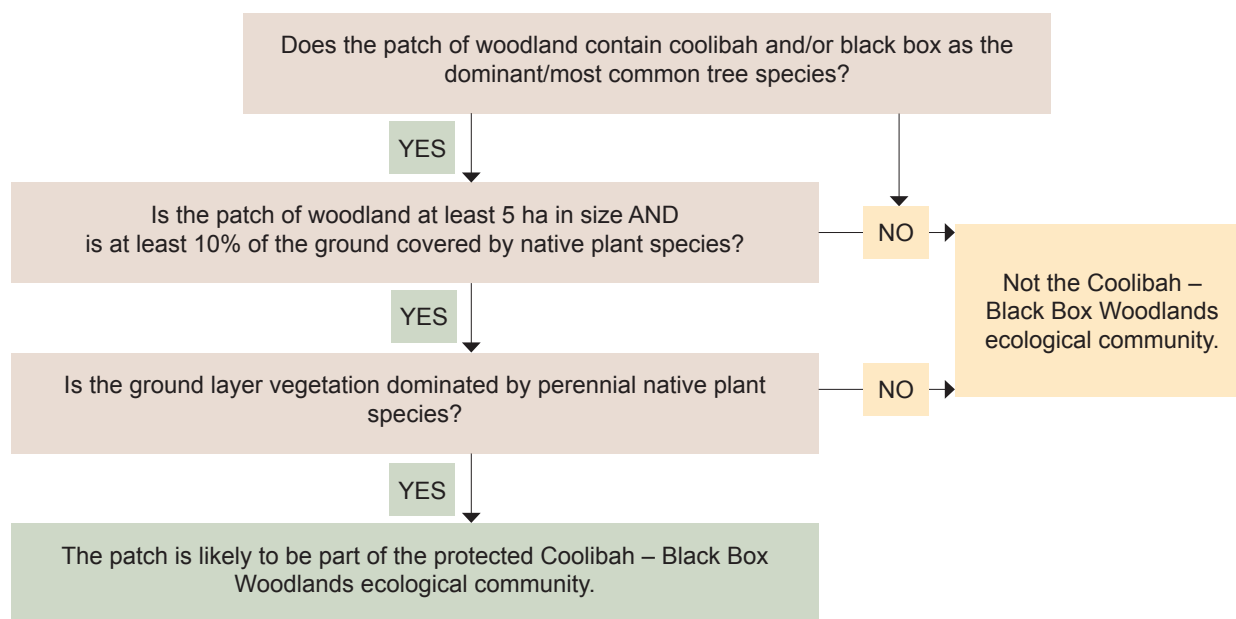 Does the patch of woodland contain coolibah and/or black box as the
dominant/most common tree species?
YES
Is the patch of woodland at least 5 ha in size AND
is at least 10% of the ground covered by native plant species?
NO
Not the Coolibah –
Black Box Woodlands
ecological community.
YES
Is the ground layer vegetation dominated by perennial native plant
species?
NO
YES
The patch is likely to be part of the protected Coolibah – Black Box
Woodlands ecological community.